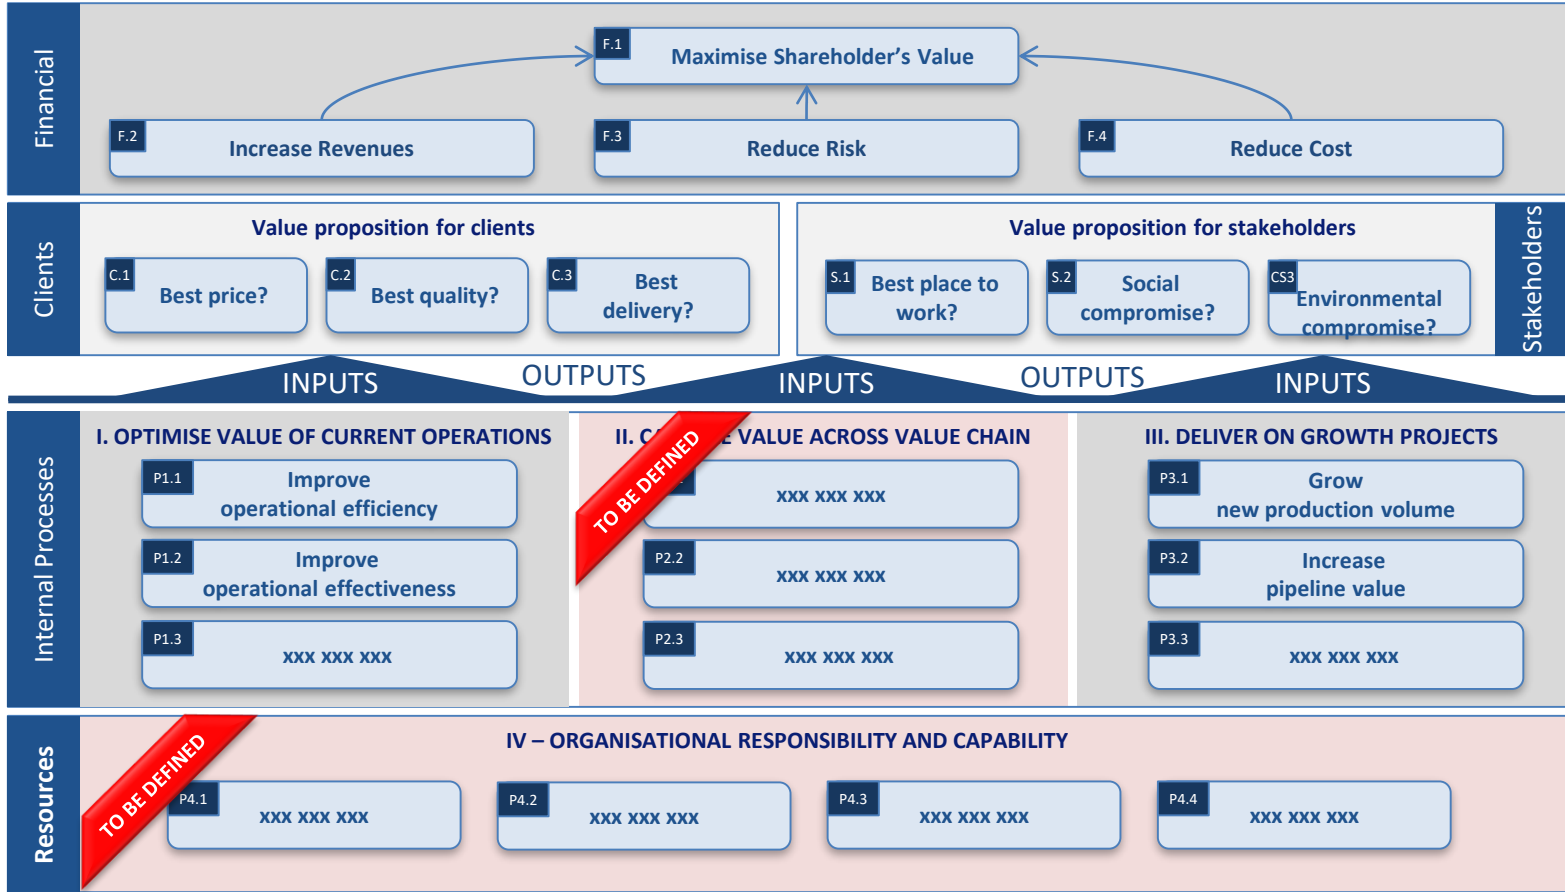 Financial
F.1
Maximise Shareholder's Value
F.2
Increase Revenues
F.3
Reduce Risk
F.4
Reduce Cost
Clients
Value proposition for clients
C.1
Best price?
C.2
Best quality?
C.3
Best
delivery?
Value proposition for stakeholders
S.1
Best place to
work?
S.2
Social
compromise?
CS3
Environmental
compromise?
Stakeholders
INPUTS
OUTPUTS
INPUTS
OUTPUTS
INPUTS
Internal Processes
I. OPTIMISE VALUE OF CURRENT OPERATIONS
P1.1
Improve
operational efficiency
P1.2
Improve
operational effectiveness
P1.3
xxx xxx xxx
II. VALUE ACROSS VALUE CHAIN
TO BE DEFINED
xxx xxx xxx
P2.2
xxx xxx xxx
P2.3
xxx xxx xxx
III. DELIVER ON GROWTH PROJECTS
P3.1
Grow
new production volume
P3.2
Increase
pipeline value
P3.3
xxx xxx xxx
Resources
TO BE DEFINED
IV – ORGANISATIONAL RESPONSIBILITY AND CAPABILITY
P4.1
xxx xxx xxx
P4.2
xxx xxx xxx
P4.3
xxx xxx xxx
P4.4
xxx xxx xxx